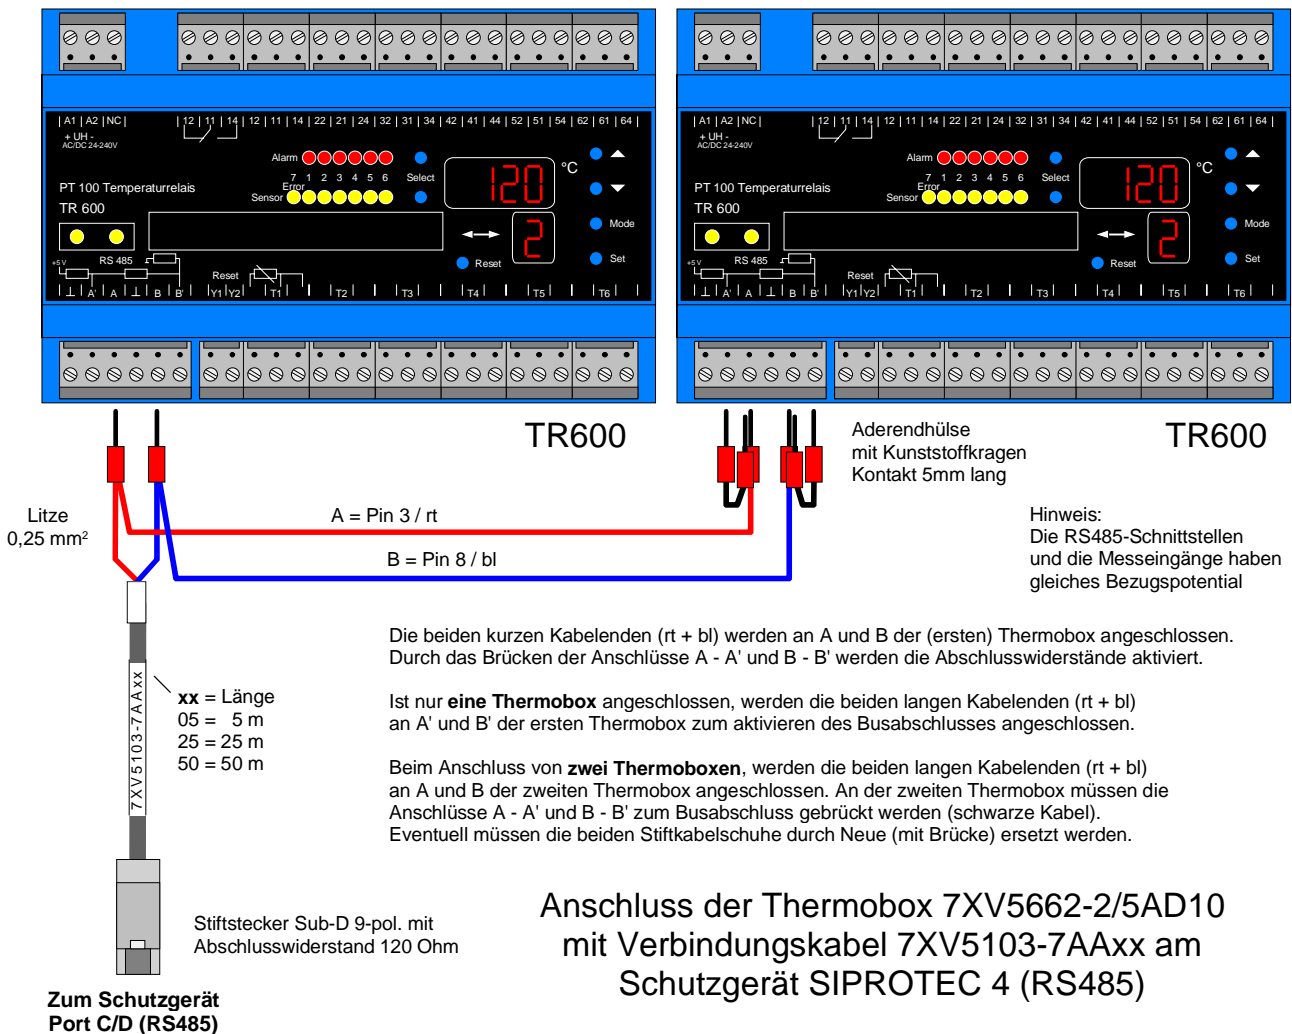 | A1 | A2 | NC |
+ UH -
AC/DC 24-240V
| 12 | 11 | 14 | 12 | 11 | 14 | 22 | 21 | 24 | 32 | 31 | 34 | 42 | 41 | 44 | 52 | 51 | 54 | 62 | 61 | 64 |
Alarm
7 1 2 3 4 5 6
Error
Sensor
Select
120
°C
PT 100 Temperaturrelais
TR 600
2
Mode
Set
Reset
+5 V
RS 485
Reset
| ⊥ | A' | A | ⊥ | B | B' | | Y1 | Y2 | T1 | T2 | T3 | T4 | T5 | T6 |
| A1 | A2 | NC |
+ UH -
AC/DC 24-240V
| 12 | 11 | 14 | 12 | 11 | 14 | 22 | 21 | 24 | 32 | 31 | 34 | 42 | 41 | 44 | 52 | 51 | 54 | 62 | 61 | 64 |
Alarm
7 1 2 3 4 5 6
Error
Sensor
Select
120
°C
PT 100 Temperaturrelais
TR 600
2
Mode
Set
Reset
+5 V
RS 485
Reset
| ⊥ | A' | A | ⊥ | B | B' | | Y1 | Y2 | T1 | T2 | T3 | T4 | T5 | T6 |
TR600
Aderendhülse
mit Kunststoffkragen
Kontakt 5mm lang
TR600
Litze
0,25 mm²
A = Pin 3 / rt
B = Pin 8 / bl
Hinweis:
Die RS485-Schnittstellen
und die Messeingänge haben
gleiches Bezugspotential
Die beiden kurzen Kabelenden (rt + bl) werden an A und B der (ersten) Thermobox angeschlossen.
Durch das Brücken der Anschlüsse A - A' und B - B' werden die Abschlusswiderstände aktiviert.
Ist nur eine Thermobox angeschlossen, werden die beiden langen Kabelenden (rt + bl)
an A' und B' der ersten Thermobox zum aktivieren des Busabschlusses angeschlossen.
Beim Anschluss von zwei Thermoboxen, werden die beiden langen Kabelenden (rt + bl)
an A und B der zweiten Thermobox angeschlossen. An der zweiten Thermobox müssen die
Anschlüsse A - A' und B - B' zum Busabschluss gebrückt werden (schwarze Kabel).
Eventuell müssen die beiden Stiftkabelschuhe durch Neue (mit Brücke) ersetzt werden.
7XV5103-7AAxx
xx = Länge
05 = 5 m
25 = 25 m
50 = 50 m
Stiftstecker Sub-D 9-pol. mit
Abschlusswiderstand 120 Ohm
Zum Schutzgerät
Port C/D (RS485)
Anschluss der Thermobox 7XV5662-2/5AD10
mit Verbindungskabel 7XV5103-7AAxx am
Schutzgerät SIPROTEC 4 (RS485)